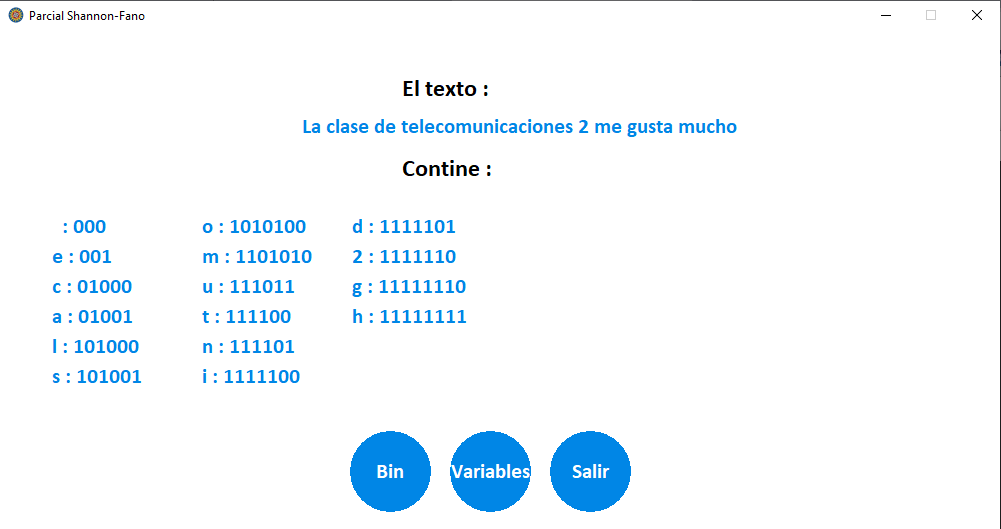 Parcial Shannon-Fano
El texto :
La clase de telecomunicaciones 2 me gusta mucho
Contine :
: 000
e : 001
c : 01000
a : 01001
l : 101000
s : 101001
o : 1010100
m : 1101010
u : 111011
t : 111100
n : 111101
i : 1111100
d : 1111101
2 : 1111110
g : 11111110
h : 11111111
Bin
Variables
Salir